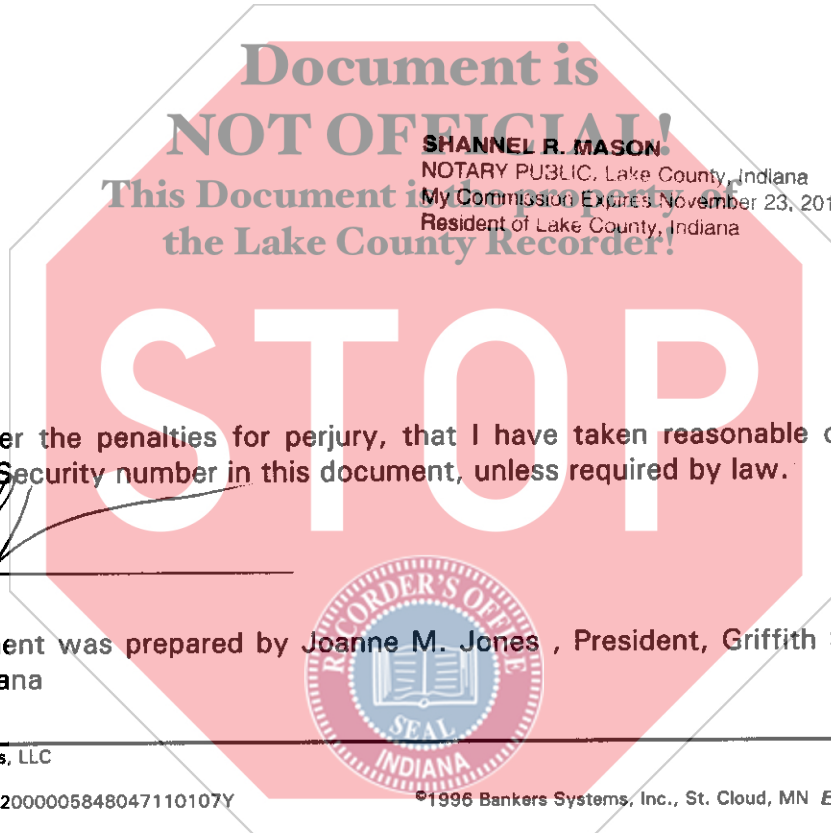 Document is
NOT OFFICIAL!
This Document is the property of
the Lake County Recorder!
SHANNEL R. MASON
NOTARY PUBLIC, Lake County, Indiana
My Commission Expires November 23, 201
Resident of Lake County, Indiana
STOP
er the penalties for perjury, that I have taken reasonable
Security number in this document, unless required by law.
ent was prepared by Joanne M. Jones , President, Griffith
ana
RECORDER'S OFFICE
SEAL
INDIANA
s, LLC
2000005848047110107Y
©1996 Bankers Systems, Inc., St. Cloud, MN